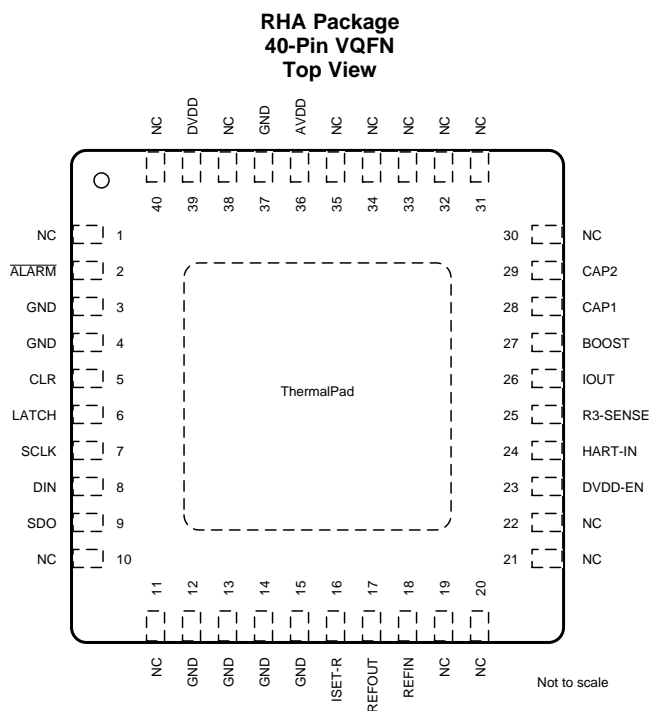 RHA Package
40-Pin VQFN
Top View
NC DVDD NC GND AVDD NC NC NC NC NC
40 39 38 37 36 35 34 33 32 31
NC 1 30 NC
ALARM 2 29 CAP2
GND 3 28 CAP1
GND 4 27 BOOST
CLR 5 26 IOUT
LATCH 6 25 R3-SENSE
SCLK 7 24 HART-IN
DIN 8 23 DVDD-EN
SDO 9 22 NC
NC 10 21 NC
ThermalPad
11 12 13 14 15 16 17 18 19 20
NC GND GND GND GND ISET-R REFOUT REFIN NC NC
Not to scale